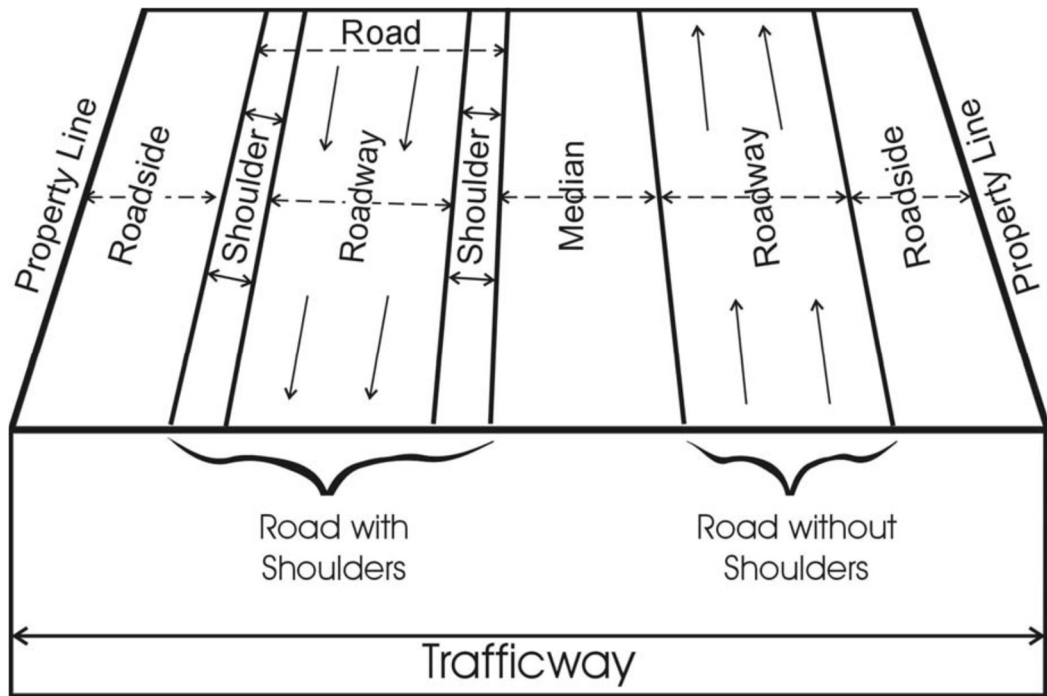 Road
Property Line
Roadside
Shoulder
Roadway
Shoulder
Median
Roadway
Roadside
Property Line
Road with
Shoulders
Road without
Shoulders
Trafficway